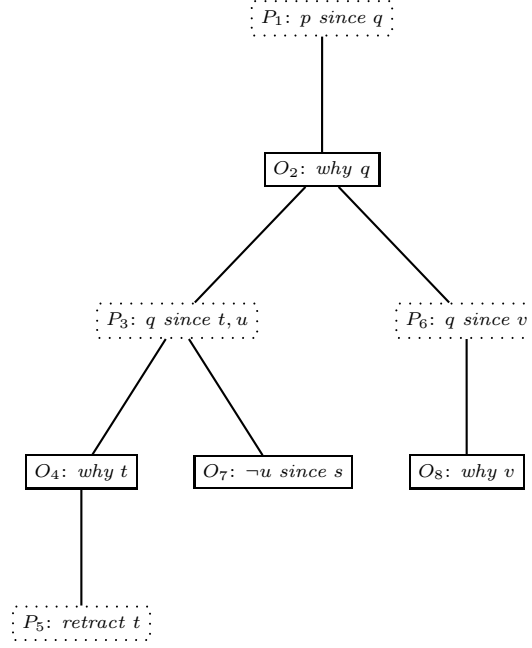 P₁: p since q
O₂: why q
P₃: q since t, u
P₆: q since v
O₄: why t
O₇: ¬u since s
O₈: why v
P₅: retract t